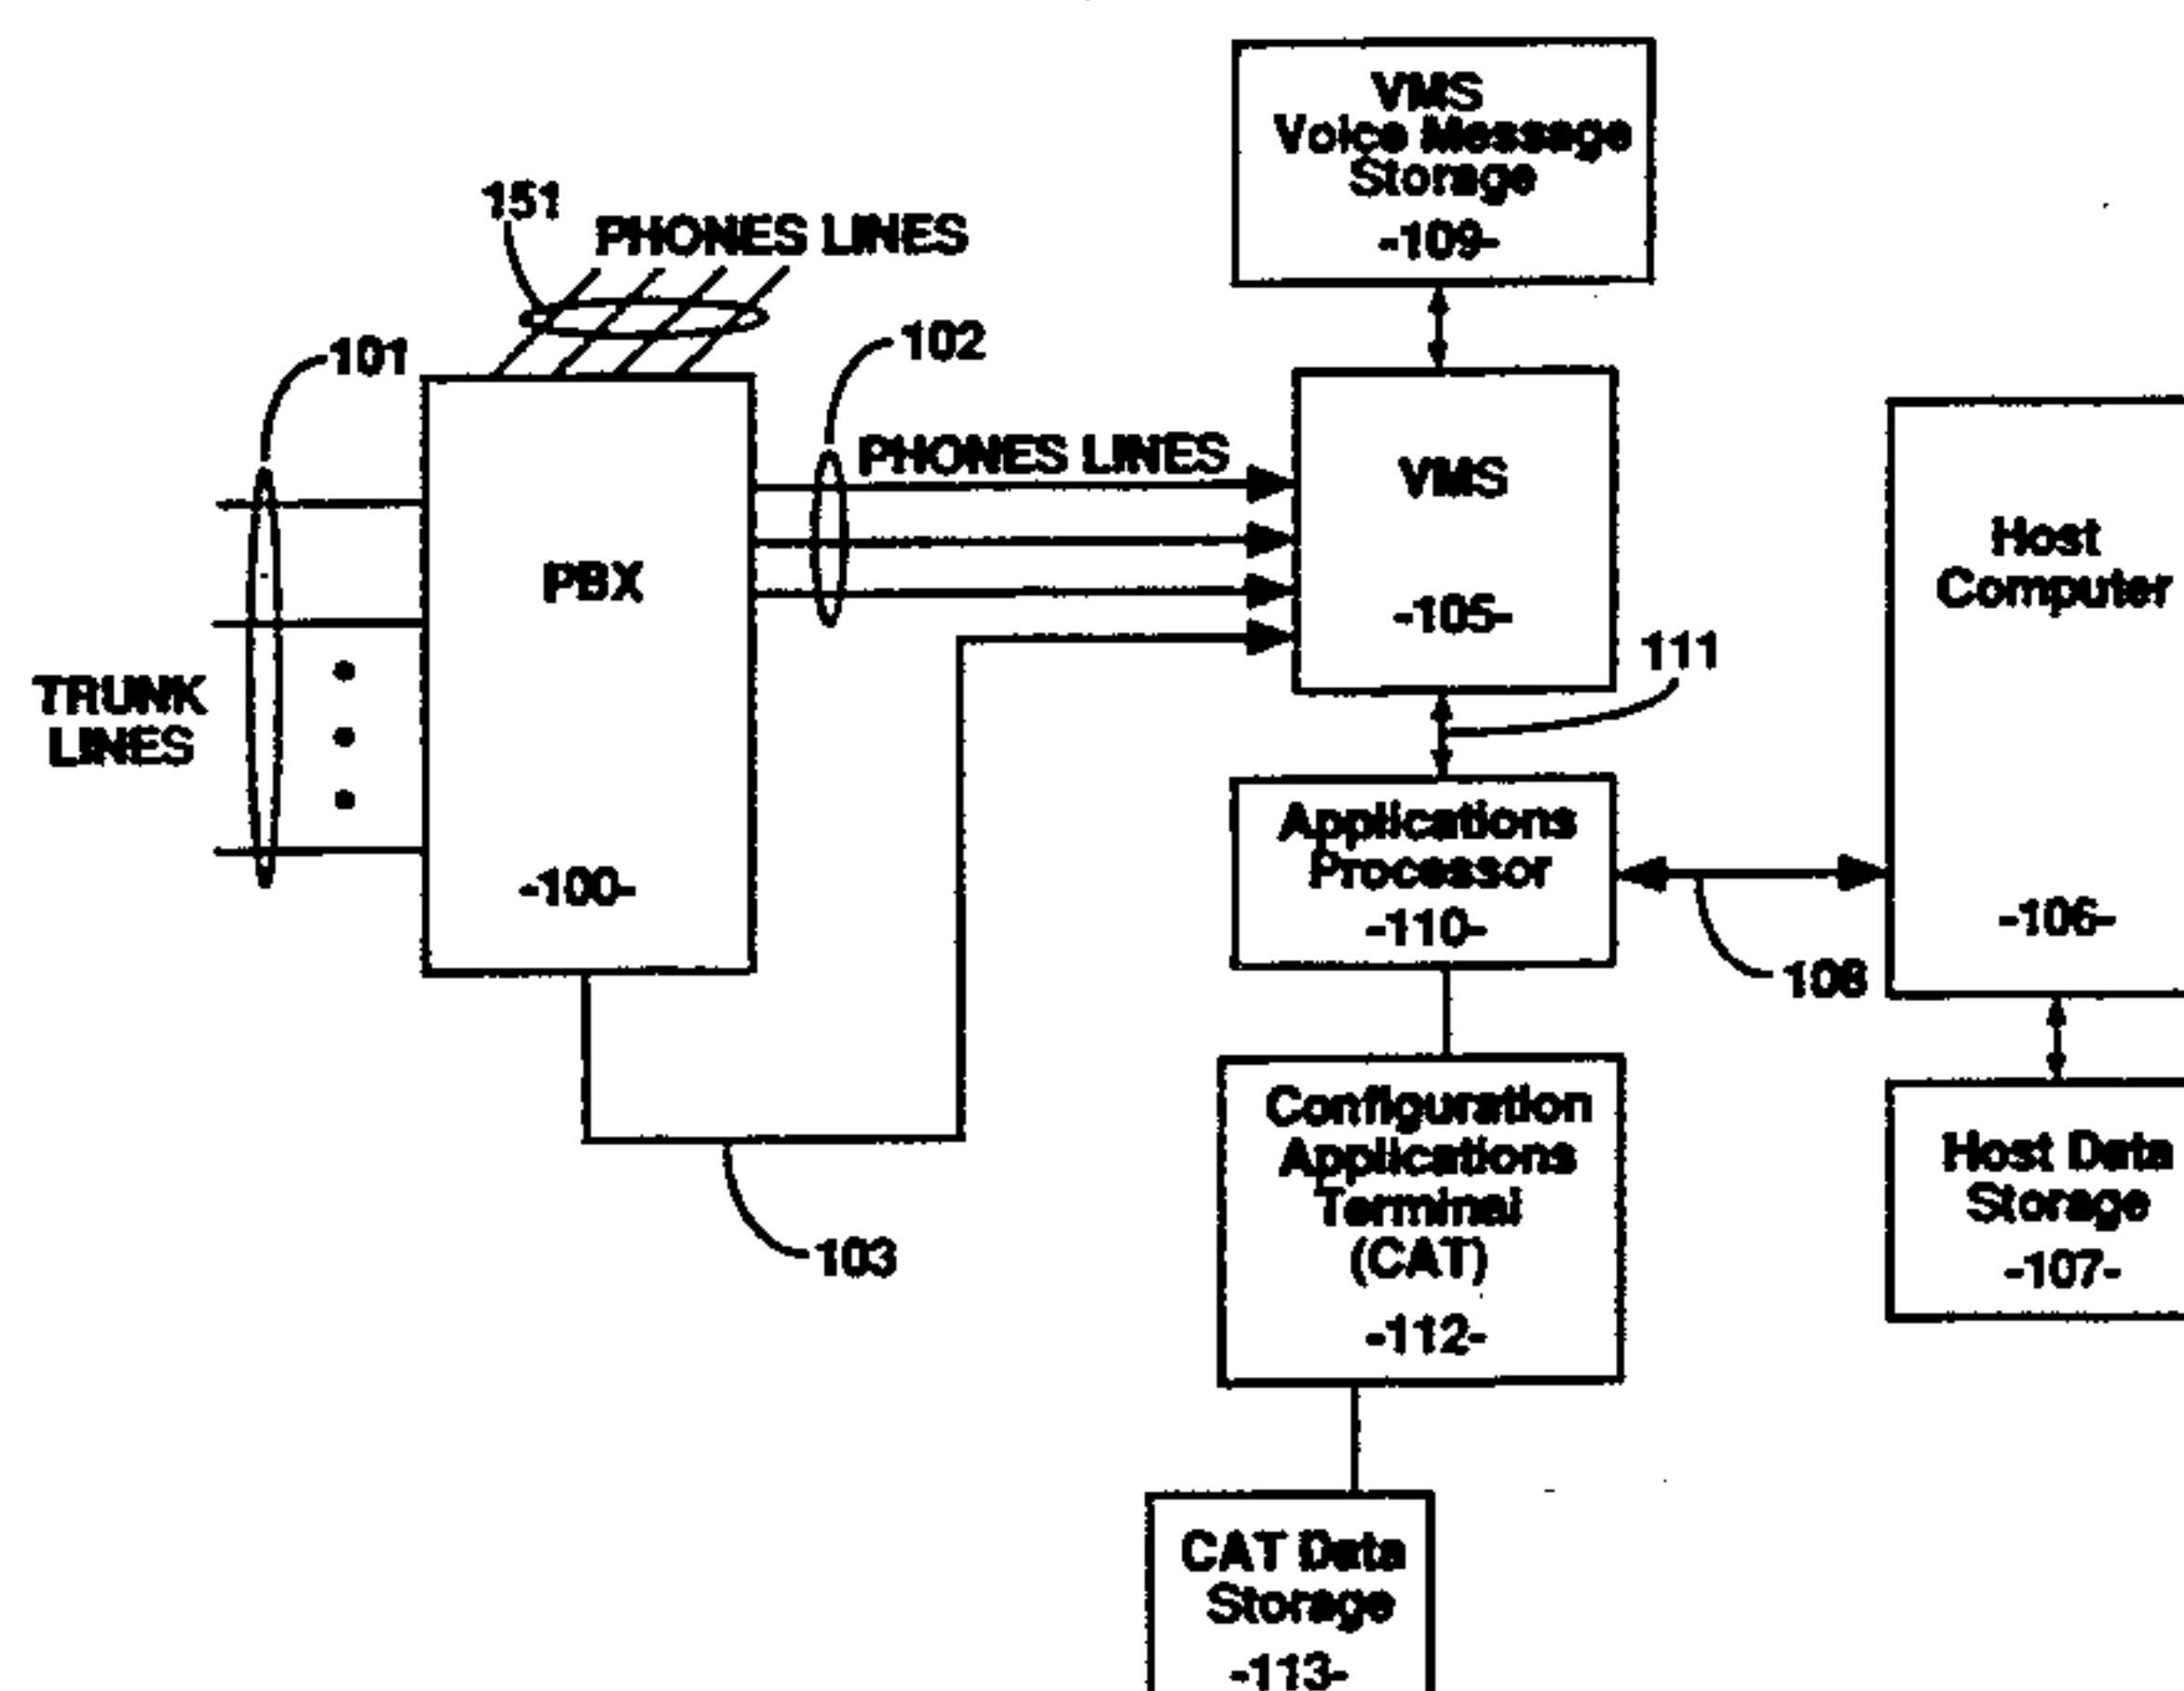 VMS
Voice Message
Storage
-109-
151
PHONES LINES
101
102
PHONES LINES
TRUNK
LINES
PBX
-100-
VMS
-105-
111
Host
Computer
-106-
Applications
Processor
-110-
108
103
Configuration
Applications
Terminal
(CAT)
-112-
Host Data
Storage
-107-
CAT Data
Storage
-113-